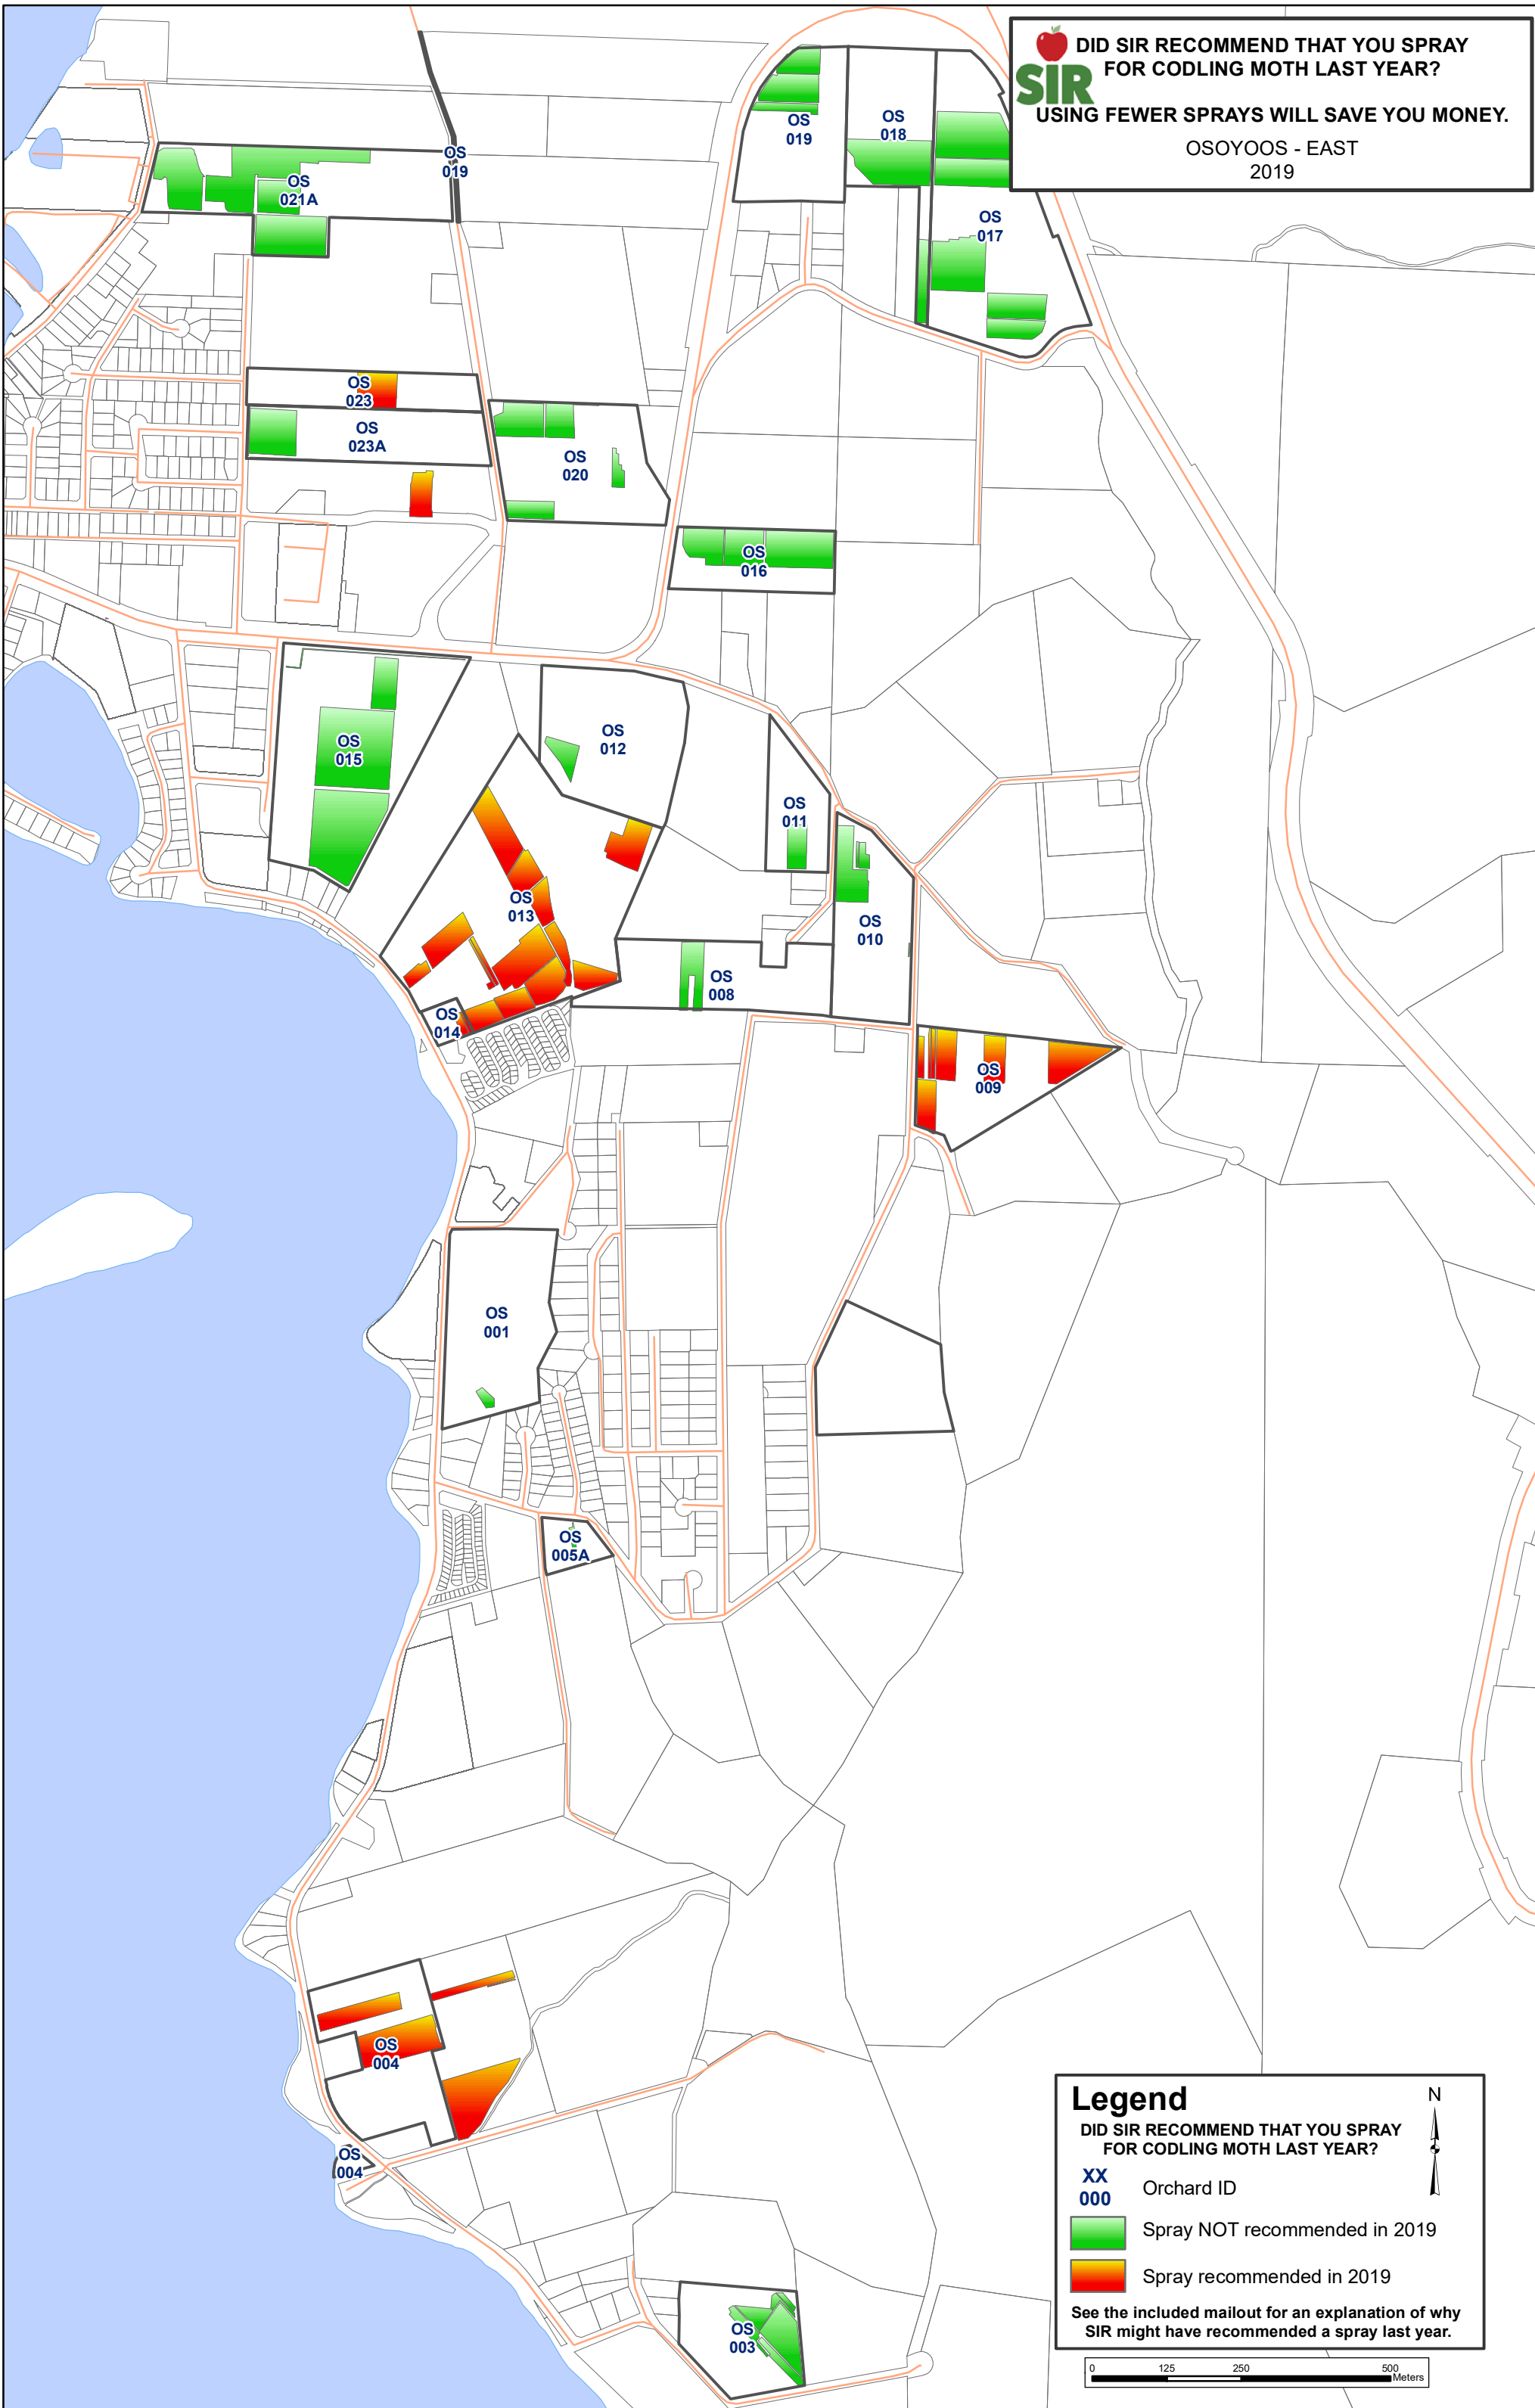 DID SIR RECOMMEND THAT YOU SPRAY
FOR CODLING MOTH LAST YEAR?
SIR
USING FEWER SPRAYS WILL SAVE YOU MONEY.
OSOYOOS - EAST
2019
OS
019
OS
018
OS
019
OS
021A
OS
017
OS
023
OS
023A
OS
020
OS
016
OS
015
OS
012
OS
011
OS
013
OS
010
OS
008
OS
014
OS
009
OS
001
OS
005A
OS
004
OS
004
OS
003
Legend
N
DID SIR RECOMMEND THAT YOU SPRAY
FOR CODLING MOTH LAST YEAR?
XX
000
Orchard ID
Spray NOT recommended in 2019
Spray recommended in 2019
See the included mailout for an explanation of why
SIR might have recommended a spray last year.
0 125 250 500
Meters